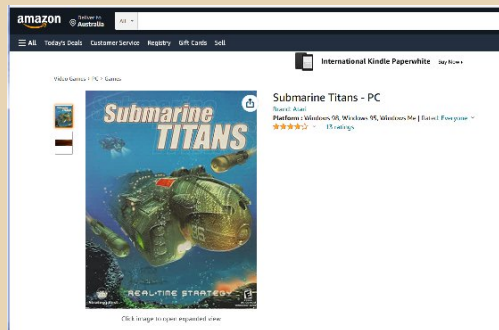 amazon
Deliver to
Australia
All
All Today's Deals Customer Service Registry Gift Cards Sell
International Kindle Paperwhite Buy Now
Video Games › PC › Games
Submarine Titans - PC
Brand: Atari
Platform : Windows 98, Windows 95, Windows Me | Rated: Everyone
13 ratings
Submarine
TITANS
REAL-TIME STRATEGY
Click image to open expanded view